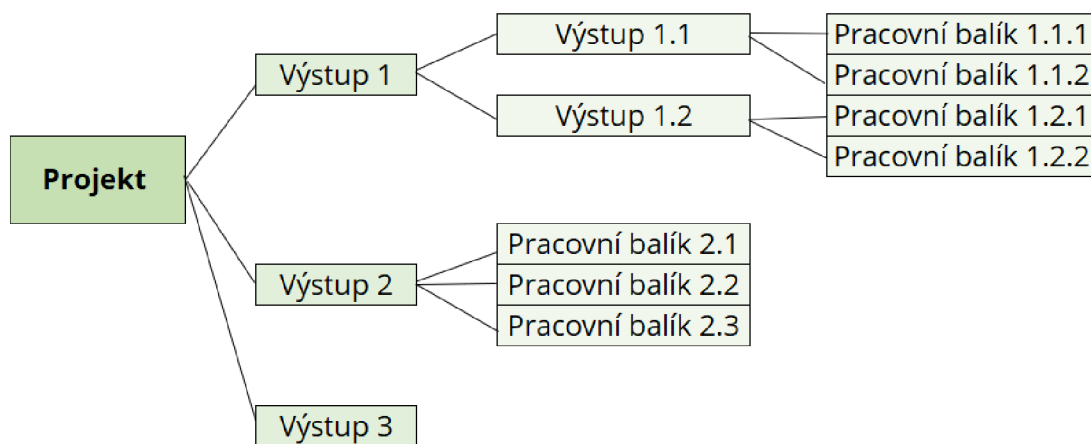 Projekt
Výstup 1
Výstup 1.1
Pracovní balík 1.1.1
Pracovní balík 1.1.2
Výstup 1.2
Pracovní balík 1.2.1
Pracovní balík 1.2.2
Výstup 2
Pracovní balík 2.1
Pracovní balík 2.2
Pracovní balík 2.3
Výstup 3